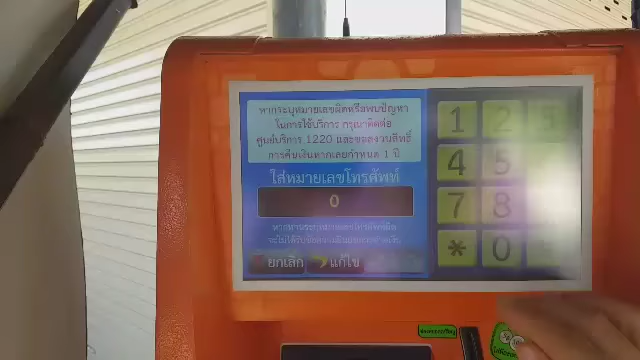 หากระบุหมายเลขผิดหรือพบปัญหา
ในการใช้บริการ กรุณาติดต่อ
ศูนย์บริการ 1220 และขอสงวนสิทธิ์
การคืนเงินหากเลยกำหนด 1 ปี
ใส่หมายเลขโทรศัพท์
0
ยกเลิก แก้ไข
1 2
4 5
7 8
* 0